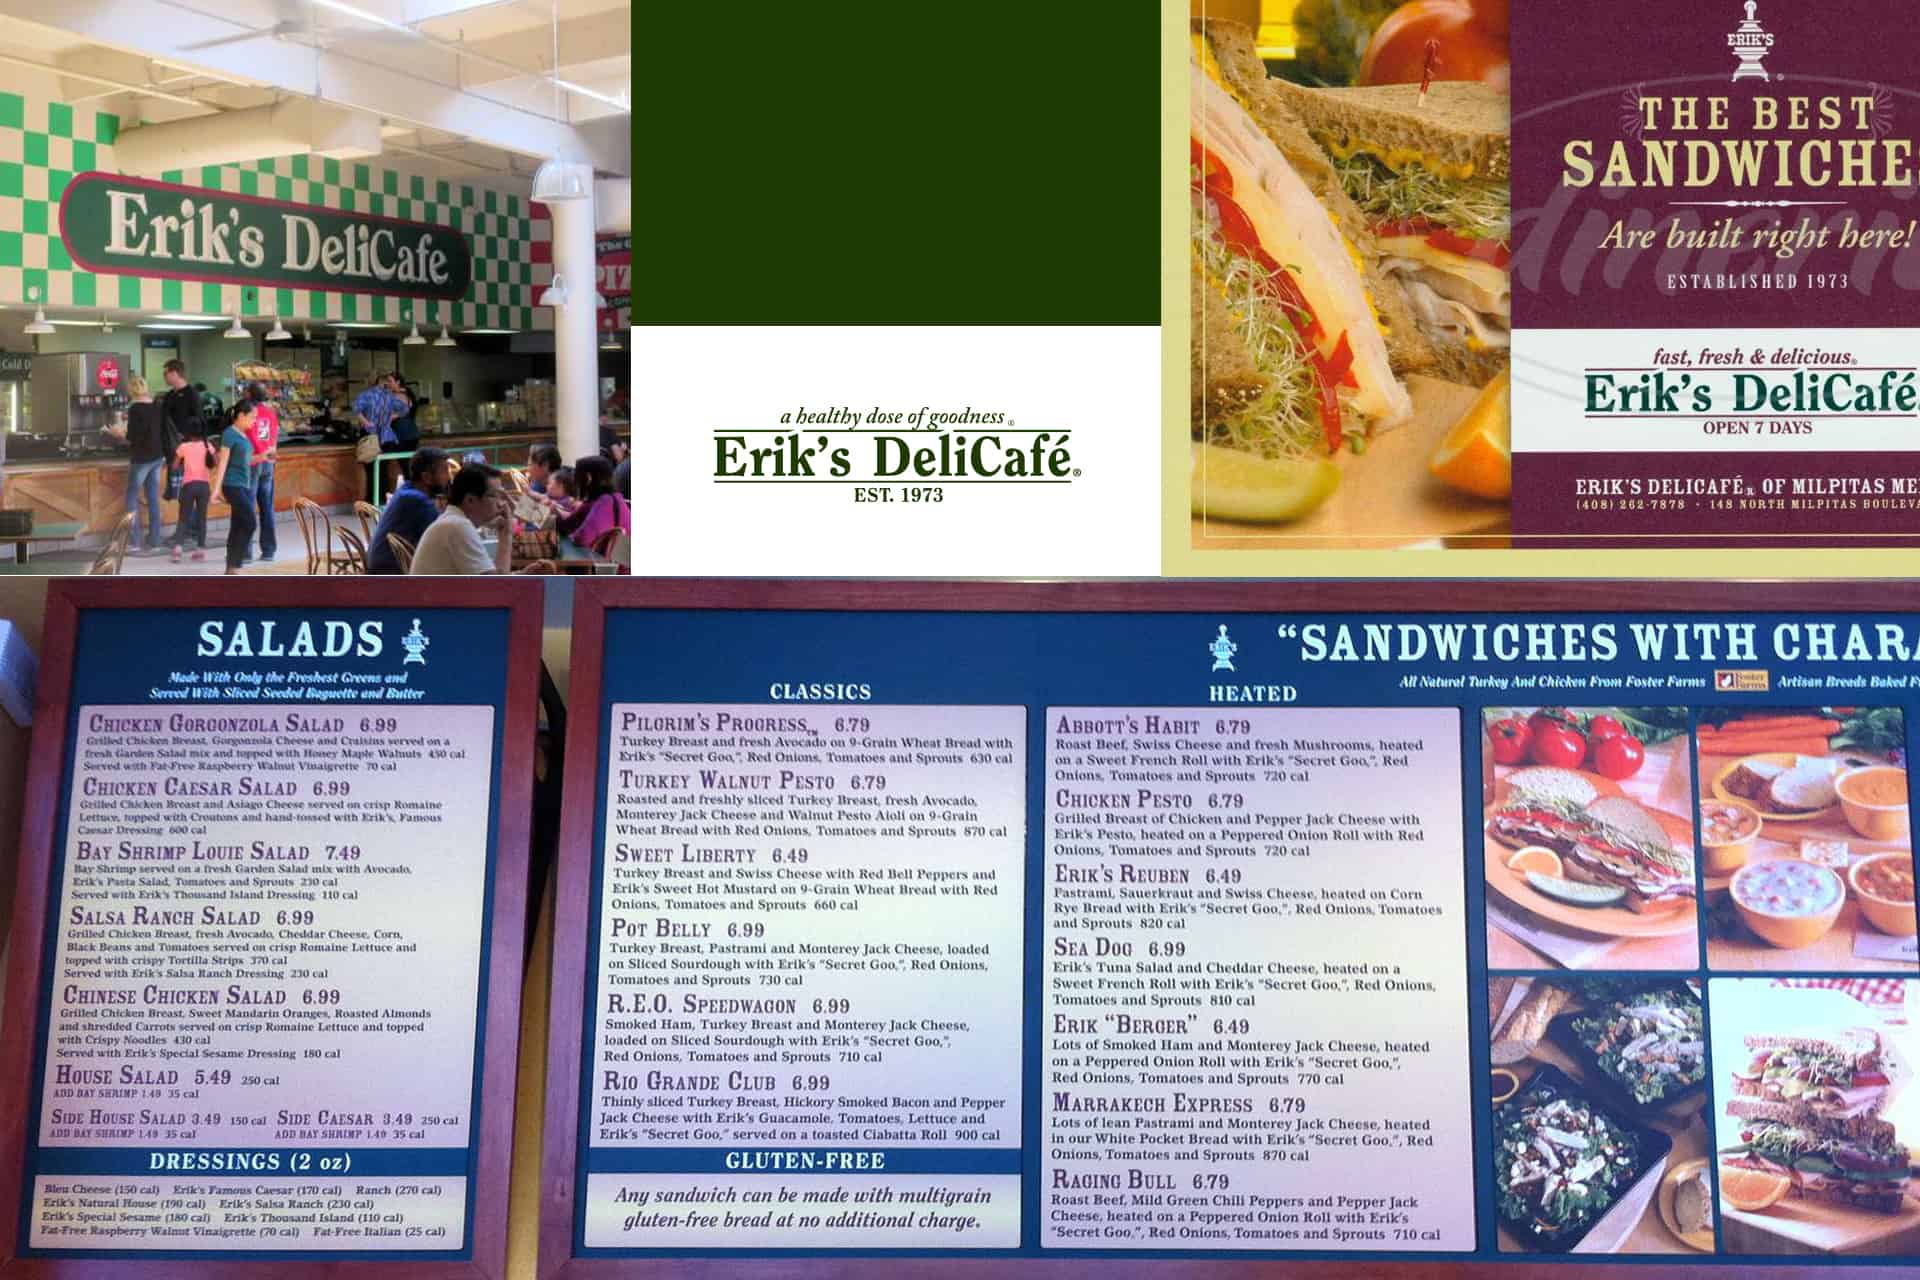 Erik's DeliCafe
The
PIZ
Cold D
Coca-Cola
a healthy dose of goodness®
Erik's DeliCafé®
EST. 1973
ERIK'S
THE BEST
SANDWICHES
Are built right here!
ESTABLISHED 1973
fast, fresh & delicious®
Erik's DeliCafé
OPEN 7 DAYS
ERIK'S DELICAFÉ® OF MILPITAS ME
(408) 262-7878 · 148 NORTH MILPITAS BOULEVA
SALADS
ERIK'S
Made With Only the Freshest Greens and
Served With Sliced Seeded Baguette and Butter
CHICKEN GORGONZOLA SALAD 6.99
Grilled Chicken Breast, Gorgonzola Cheese and Craisins served on a
fresh Garden Salad mix and topped with Honey Maple Walnuts 450 cal
Served with Fat-Free Raspberry Walnut Vinaigrette 70 cal
CHICKEN CAESAR SALAD 6.99
Grilled Chicken Breast and Asiago Cheese served on crisp Romaine
Lettuce, topped with Croutons and hand-tossed with Erik's, Famous
Caesar Dressing 600 cal
BAY SHRIMP LOUIE SALAD 7.49
Bay Shrimp served on a fresh Garden Salad mix with Avocado,
Erik's Pasta Salad, Tomatoes and Sprouts 230 cal
Served with Erik's Thousand Island Dressing 110 cal
SALSA RANCH SALAD 6.99
Grilled Chicken Breast, fresh Avocado, Cheddar Cheese, Corn,
Black Beans and Tomatoes served on crisp Romaine Lettuce and
topped with crispy Tortilla Strips 370 cal
Served with Erik's Salsa Ranch Dressing 230 cal
CHINESE CHICKEN SALAD 6.99
Grilled Chicken Breast, Sweet Mandarin Oranges, Roasted Almonds
and shredded Carrots served on crisp Romaine Lettuce and topped
with Crispy Noodles 430 cal
Served with Erik's Special Sesame Dressing 180 cal
HOUSE SALAD 5.49 250 cal
ADD BAY SHRIMP 1.49 35 cal
SIDE HOUSE SALAD 3.49 150 cal SIDE CAESAR 3.49 250 cal
ADD BAY SHRIMP 1.49 35 cal ADD BAY SHRIMP 1.49 35 cal
DRESSINGS (2 oz)
Bleu Cheese (150 cal) Erik's Famous Caesar (170 cal) Ranch (270 cal)
Erik's Natural House (190 cal) Erik's Salsa Ranch (230 cal)
Erik's Special Sesame (180 cal) Erik's Thousand Island (110 cal)
Fat-Free Raspberry Walnut Vinaigrette (70 cal) Fat-Free Italian (25 cal)
ERIK'S
"SANDWICHES WITH CHARA
All Natural Turkey And Chicken From Foster Farms Foster Farms Artisan Breads Baked F
CLASSICS
PILGRIM'S PROGRESS™ 6.79
Turkey Breast and fresh Avocado on 9-Grain Wheat Bread with
Erik's "Secret Goo," Red Onions, Tomatoes and Sprouts 630 cal
TURKEY WALNUT PESTO 6.79
Roasted and freshly sliced Turkey Breast, fresh Avocado,
Monterey Jack Cheese and Walnut Pesto Aioli on 9-Grain
Wheat Bread with Red Onions, Tomatoes and Sprouts 870 cal
SWEET LIBERTY 6.49
Turkey Breast and Swiss Cheese with Red Bell Peppers and
Erik's Sweet Hot Mustard on 9-Grain Wheat Bread with Red
Onions, Tomatoes and Sprouts 660 cal
POT BELLY 6.99
Turkey Breast, Pastrami and Monterey Jack Cheese, loaded
on Sliced Sourdough with Erik's "Secret Goo,", Red Onions,
Tomatoes and Sprouts 730 cal
R.E.O. SPEEDWAGON 6.99
Smoked Ham, Turkey Breast and Monterey Jack Cheese,
loaded on Sliced Sourdough with Erik's "Secret Goo,",
Red Onions, Tomatoes and Sprouts 710 cal
RIO GRANDE CLUB 6.99
Thinly sliced Turkey Breast, Hickory Smoked Bacon and Pepper
Jack Cheese with Erik's Guacamole, Tomatoes, Lettuce and
Erik's "Secret Goo," served on a toasted Ciabatta Roll 900 cal
GLUTEN-FREE
Any sandwich can be made with multigrain
gluten-free bread at no additional charge.
HEATED
ABBOTT'S HABIT 6.79
Roast Beef, Swiss Cheese and fresh Mushrooms, heated
on a Sweet French Roll with Erik's "Secret Goo,", Red
Onions, Tomatoes and Sprouts 720 cal
CHICKEN PESTO 6.79
Grilled Breast of Chicken and Pepper Jack Cheese with
Erik's Pesto, heated on a Peppered Onion Roll with Red
Onions, Tomatoes and Sprouts 720 cal
ERIK'S REUBEN 6.49
Pastrami, Sauerkraut and Swiss Cheese, heated on Corn
Rye Bread with Erik's "Secret Goo,", Red Onions, Tomatoes
and Sprouts 820 cal
SEA DOG 6.99
Erik's Tuna Salad and Cheddar Cheese, heated on a
Sweet French Roll with Erik's "Secret Goo,", Red Onions,
Tomatoes and Sprouts 810 cal
ERIK "BERGER" 6.49
Lots of Smoked Ham and Monterey Jack Cheese, heated
on a Peppered Onion Roll with Erik's "Secret Goo,",
Red Onions, Tomatoes and Sprouts 770 cal
MARRAKECH EXPRESS 6.79
Lots of lean Pastrami and Monterey Jack Cheese, heated
in our White Pocket Bread with Erik's "Secret Goo,", Red
Onions, Tomatoes and Sprouts 870 cal
RAGING BULL 6.79
Roast Beef, Mild Green Chili Peppers and Pepper Jack
Cheese, heated on a Peppered Onion Roll with Erik's
"Secret Goo,", Red Onions, Tomatoes and Sprouts 710 cal